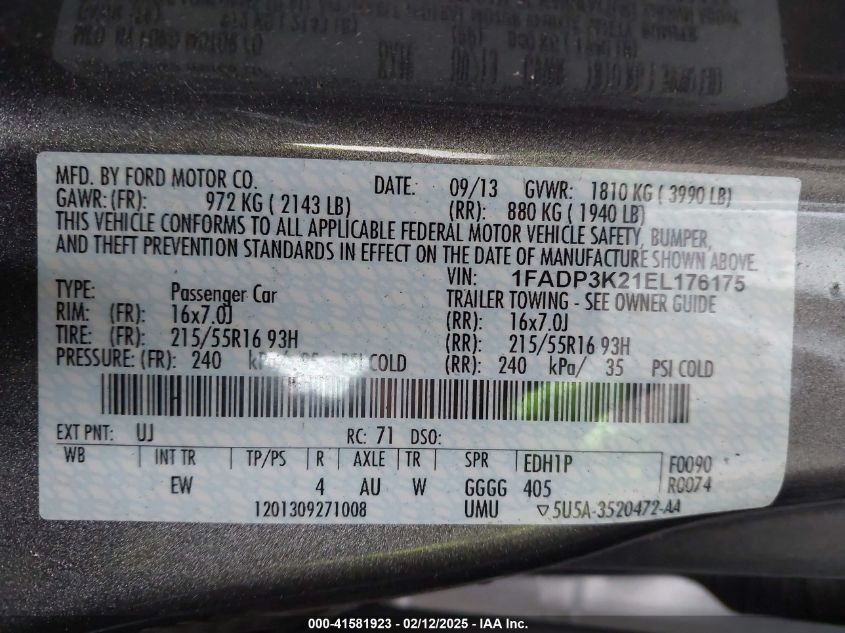 MFD. BY FORD MOTOR CO. DATE: 09/13 GVWR: 1810 KG ( 3990 LB)
GAWR: (FR): 972 KG ( 2143 LB) (RR): 880 KG ( 1940 LB)
THIS VEHICLE CONFORMS TO ALL APPLICABLE FEDERAL MOTOR VEHICLE SAFETY, BUMPER,
AND THEFT PREVENTION STANDARDS IN EFFECT ON THE DATE OF MANUFACTURE SHOWN ABOVE.
VIN: 1FADP3K21EL176175
TYPE: Passenger Car TRAILER TOWING - SEE OWNER GUIDE
RIM: (FR): 16x7.0J (RR): 16x7.0J
TIRE: (FR): 215/55R16 93H (RR): 215/55R16 93H
PRESSURE: (FR): 240 kPa/ 35 PSI COLD (RR): 240 kPa/ 35 PSI COLD
EXT PNT: UJ RC: 71 DSO:
WB INT TR TP/PS R AXLE TR SPR EDH1P F0090
EW 4 AU W GGGG 405 R0074
1201309271008 UMU ▽5U5A-3520472-AA
000-41581923 - 02/12/2025 - IAA Inc.